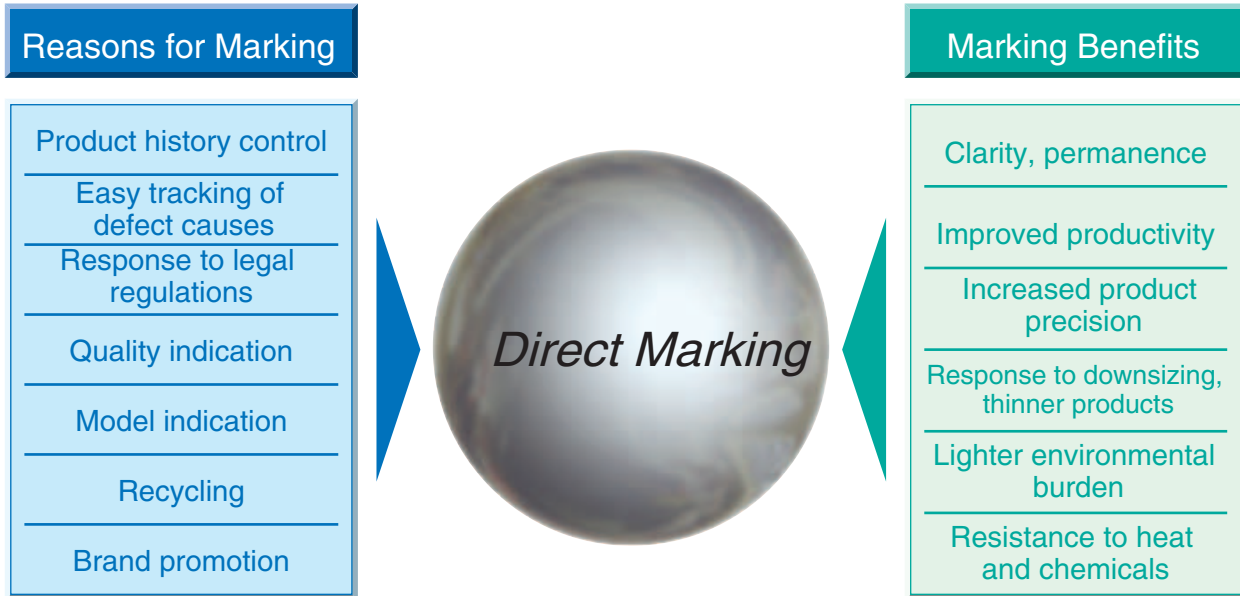 Reasons for Marking
Product history control
Easy tracking of
defect causes
Response to legal
regulations
Quality indication
Model indication
Recycling
Brand promotion
Direct Marking
Marking Benefits
Clarity, permanence
Improved productivity
Increased product
precision
Response to downsizing,
thinner products
Lighter environmental
burden
Resistance to heat
and chemicals